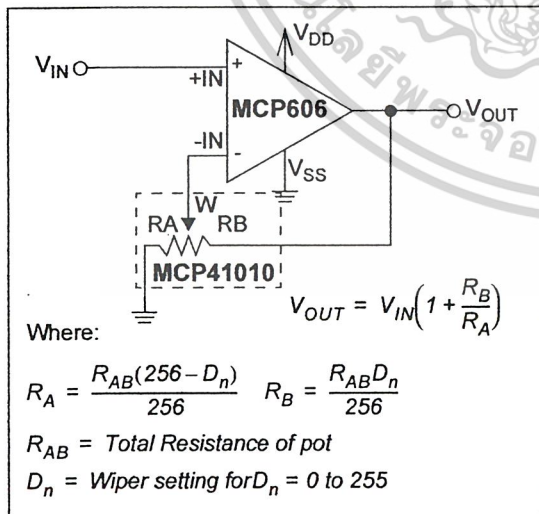 V_DD
V_IN
+IN
MCP606
V_OUT
-IN
V_SS
W
RA RB
MCP41010
V_OUT = V_IN(1 + R_B/R_A)
Where:
R_A = R_AB(256 – D_n)/256 R_B = R_AB D_n/256
R_AB = Total Resistance of pot
D_n = Wiper setting forD_n = 0 to 255